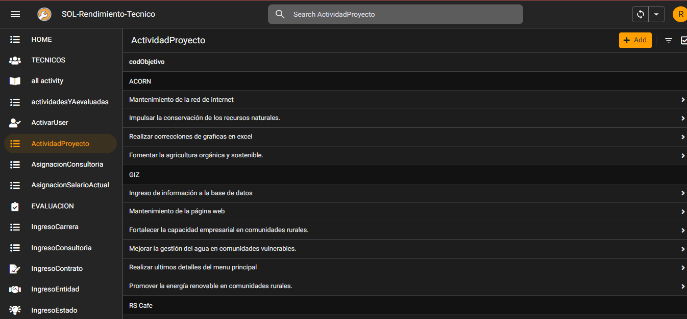 SOL-Rendimiento-Tecnico
Search ActividadProyecto
R
HOME
TECNICOS
all activity
actividadesYAevaluadas
ActivarUser
ActividadProyecto
AsignacionConsultoria
AsignacionSalerioActual
EVALUACION
IngresoCarrera
IngresoConsultoria
IngresoContrato
IngresoEntidad
IngresoEstado
ActividadProyecto
Add
codObjetivo
ACORN
Mantenimiento de la red de internet
Impulsar la conservación de los recursos naturales.
Realizar correcciones de graficas en excel
Fomentar la agricultura orgánica y sostenible.
GIZ
Ingreso de información a la base de datos
Mantenimiento de la página web
Fortalecer la capacidad empresarial en comunidades rurales.
Mejorar la gestión del agua en comunidades vulnerables.
Realizar ultimos detalles del menu principal
Promover la energía renovable en comunidades rurales.
RS Cafe